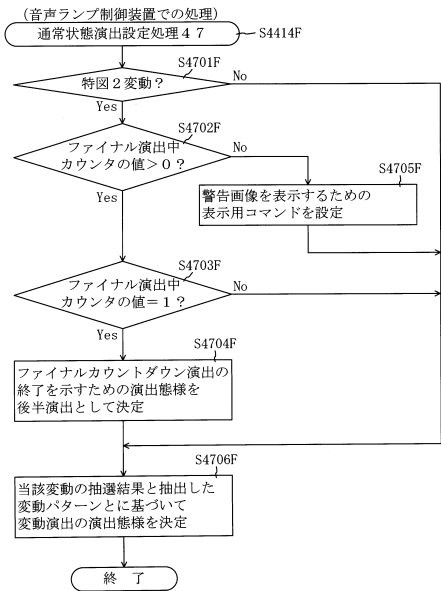 (音声ランプ制御装置での処理)
通常状態演出設定処理47
S4414F
S4701F
特図2変動?
No
Yes
S4702F
ファイナル演出中
カウンタの値>0?
No
Yes
S4705F
警告画像を表示するための
表示用コマンドを設定
S4703F
ファイナル演出中
カウンタの値=1?
No
Yes
S4704F
ファイナルカウントダウン演出の
終了を示すための演出態様を
後半演出として決定
S4706F
当該変動の抽選結果と抽出した
変動パターンとに基づいて
変動演出の演出態様を決定
終 了